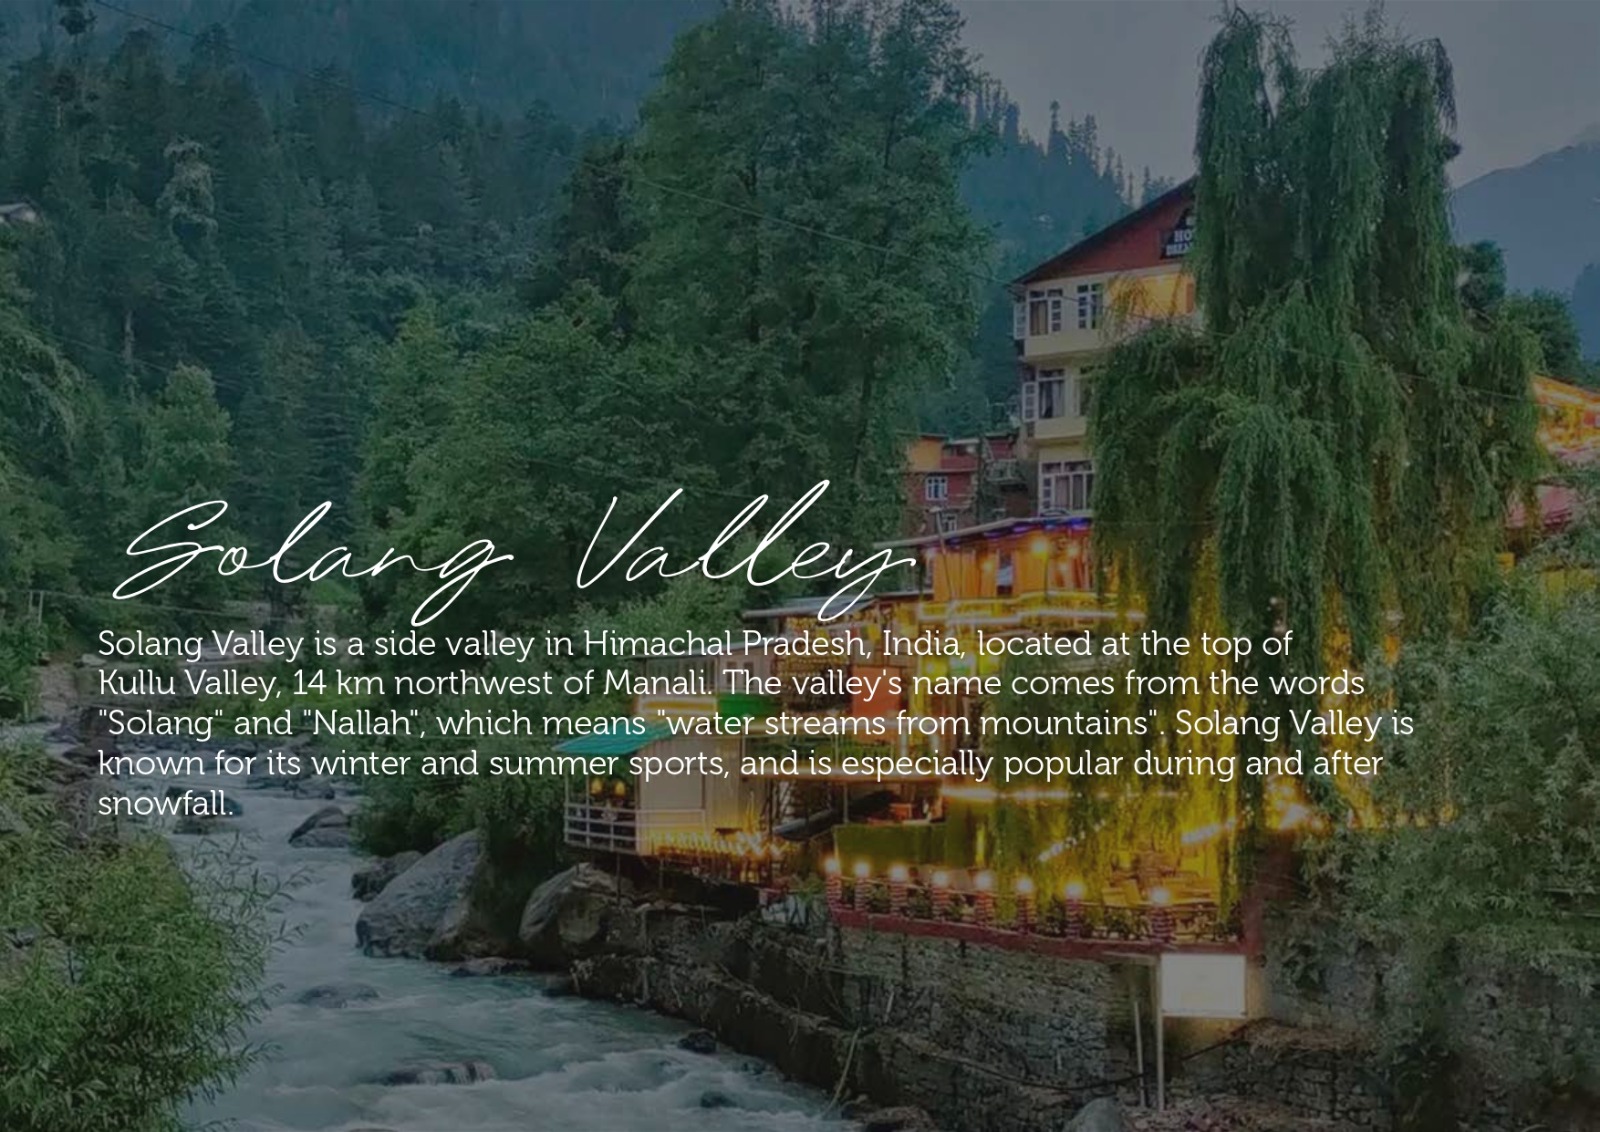 Solang Valley
Solang Valley is a side valley in Himachal Pradesh, India, located at the top of
Kullu Valley, 14 km northwest of Manali. The valley's name comes from the words
"Solang" and "Nallah", which means "water streams from mountains". Solang Valley is
known for its winter and summer sports, and is especially popular during and after
snowfall.